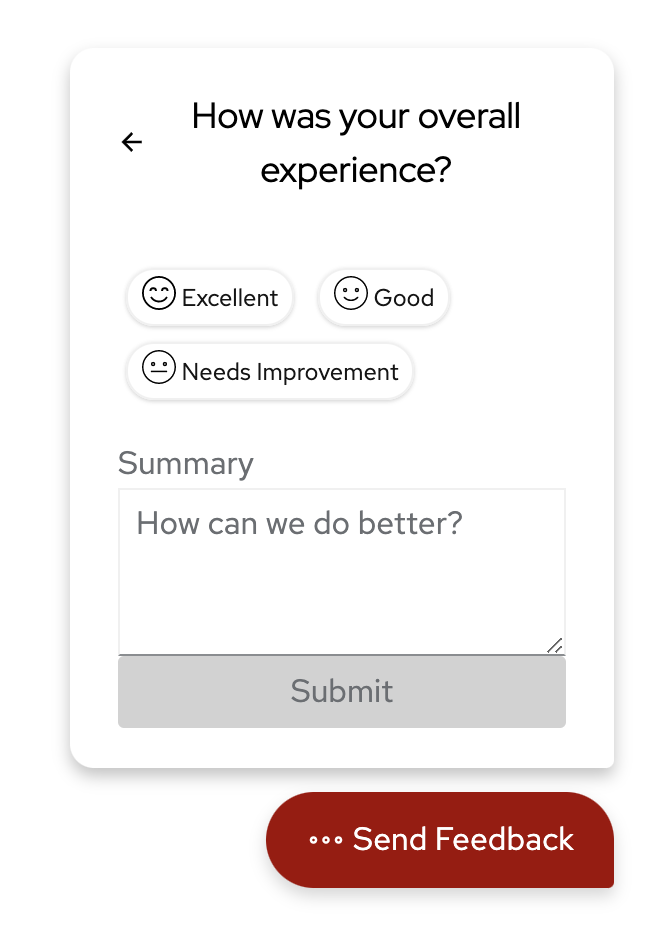 How was your overall
experience?
Excellent
Good
Needs Improvement
Summary
How can we do better?
Submit
Send Feedback